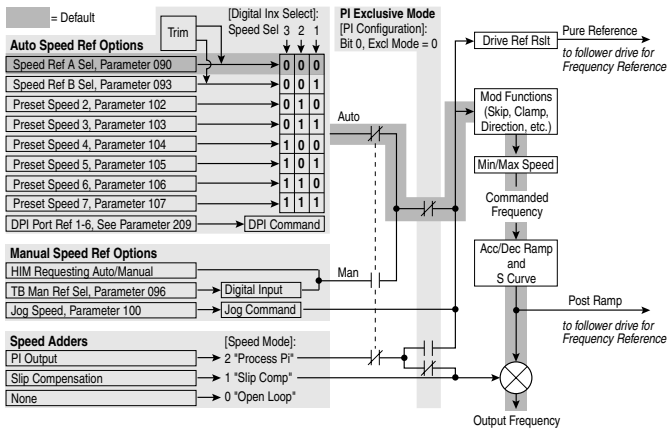 = Default
Trim
[Digital Inx Select]:
Speed Sel 3 2 1
PI Exclusive Mode
[PI Configuration]:
Bit 0, Excl Mode = 0
Auto Speed Ref Options
Speed Ref A Sel, Parameter 090
0 0 0
Speed Ref B Sel, Parameter 093
0 0 1
Preset Speed 2, Parameter 102
0 1 0
Preset Speed 3, Parameter 103
0 1 1
Preset Speed 4, Parameter 104
1 0 0
Preset Speed 5, Parameter 105
1 0 1
Preset Speed 6, Parameter 106
1 1 0
Preset Speed 7, Parameter 107
1 1 1
DPI Port Ref 1-6, See Parameter 209
DPI Command
Auto
Drive Ref Rslt
Pure Reference
to follower drive for
Frequency Reference
Mod Functions
(Skip, Clamp,
Direction, etc.)
Min/Max Speed
Commanded
Frequency
Acc/Dec Ramp
and
S Curve
Post Ramp
to follower drive for
Frequency Reference
Manual Speed Ref Options
HIM Requesting Auto/Manual
TB Man Ref Sel, Parameter 096
Digital Input
Jog Speed, Parameter 100
Jog Command
Man
Speed Adders
[Speed Mode]:
PI Output
2 "Process Pi"
Slip Compensation
1 "Slip Comp"
None
0 "Open Loop"
Output Frequency